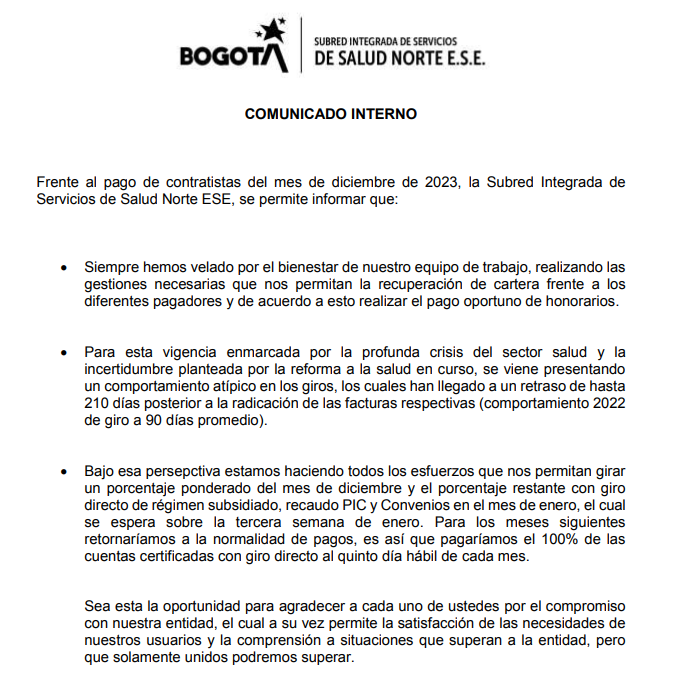 BOGOTÁ
SUBRED INTEGRADA DE SERVICIOS
DE SALUD NORTE E.S.E.
COMUNICADO INTERNO
Frente al pago de contratistas del mes de diciembre de 2023, la Subred Integrada de
Servicios de Salud Norte ESE, se permite informar que:
• Siempre hemos velado por el bienestar de nuestro equipo de trabajo, realizando las
gestiones necesarias que nos permitan la recuperación de cartera frente a los
diferentes pagadores y de acuerdo a esto realizar el pago oportuno de honorarios.
• Para esta vigencia enmarcada por la profunda crisis del sector salud y la
incertidumbre planteada por la reforma a la salud en curso, se viene presentando
un comportamiento atípico en los giros, los cuales han llegado a un retraso de hasta
210 días posterior a la radicación de las facturas respectivas (comportamiento 2022
de giro a 90 días promedio).
• Bajo esa persepctiva estamos haciendo todos los esfuerzos que nos permitan girar
un porcentaje ponderado del mes de diciembre y el porcentaje restante con giro
directo de régimen subsidiado, recaudo PIC y Convenios en el mes de enero, el cual
se espera sobre la tercera semana de enero. Para los meses siguientes
retornaríamos a la normalidad de pagos, es así que pagaríamos el 100% de las
cuentas certificadas con giro directo al quinto día hábil de cada mes.
Sea esta la oportunidad para agradecer a cada uno de ustedes por el compromiso
con nuestra entidad, el cual a su vez permite la satisfacción de las necesidades de
nuestros usuarios y la comprensión a situaciones que superan a la entidad, pero
que solamente unidos podremos superar.